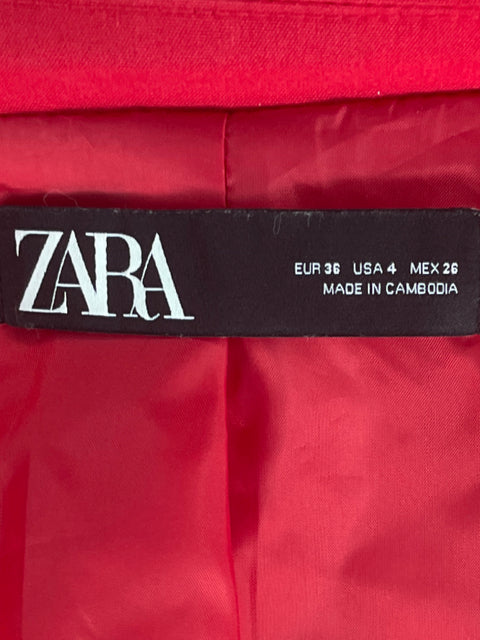 ZARA
EUR 36 USA 4 MEX 26
MADE IN CAMBODIA